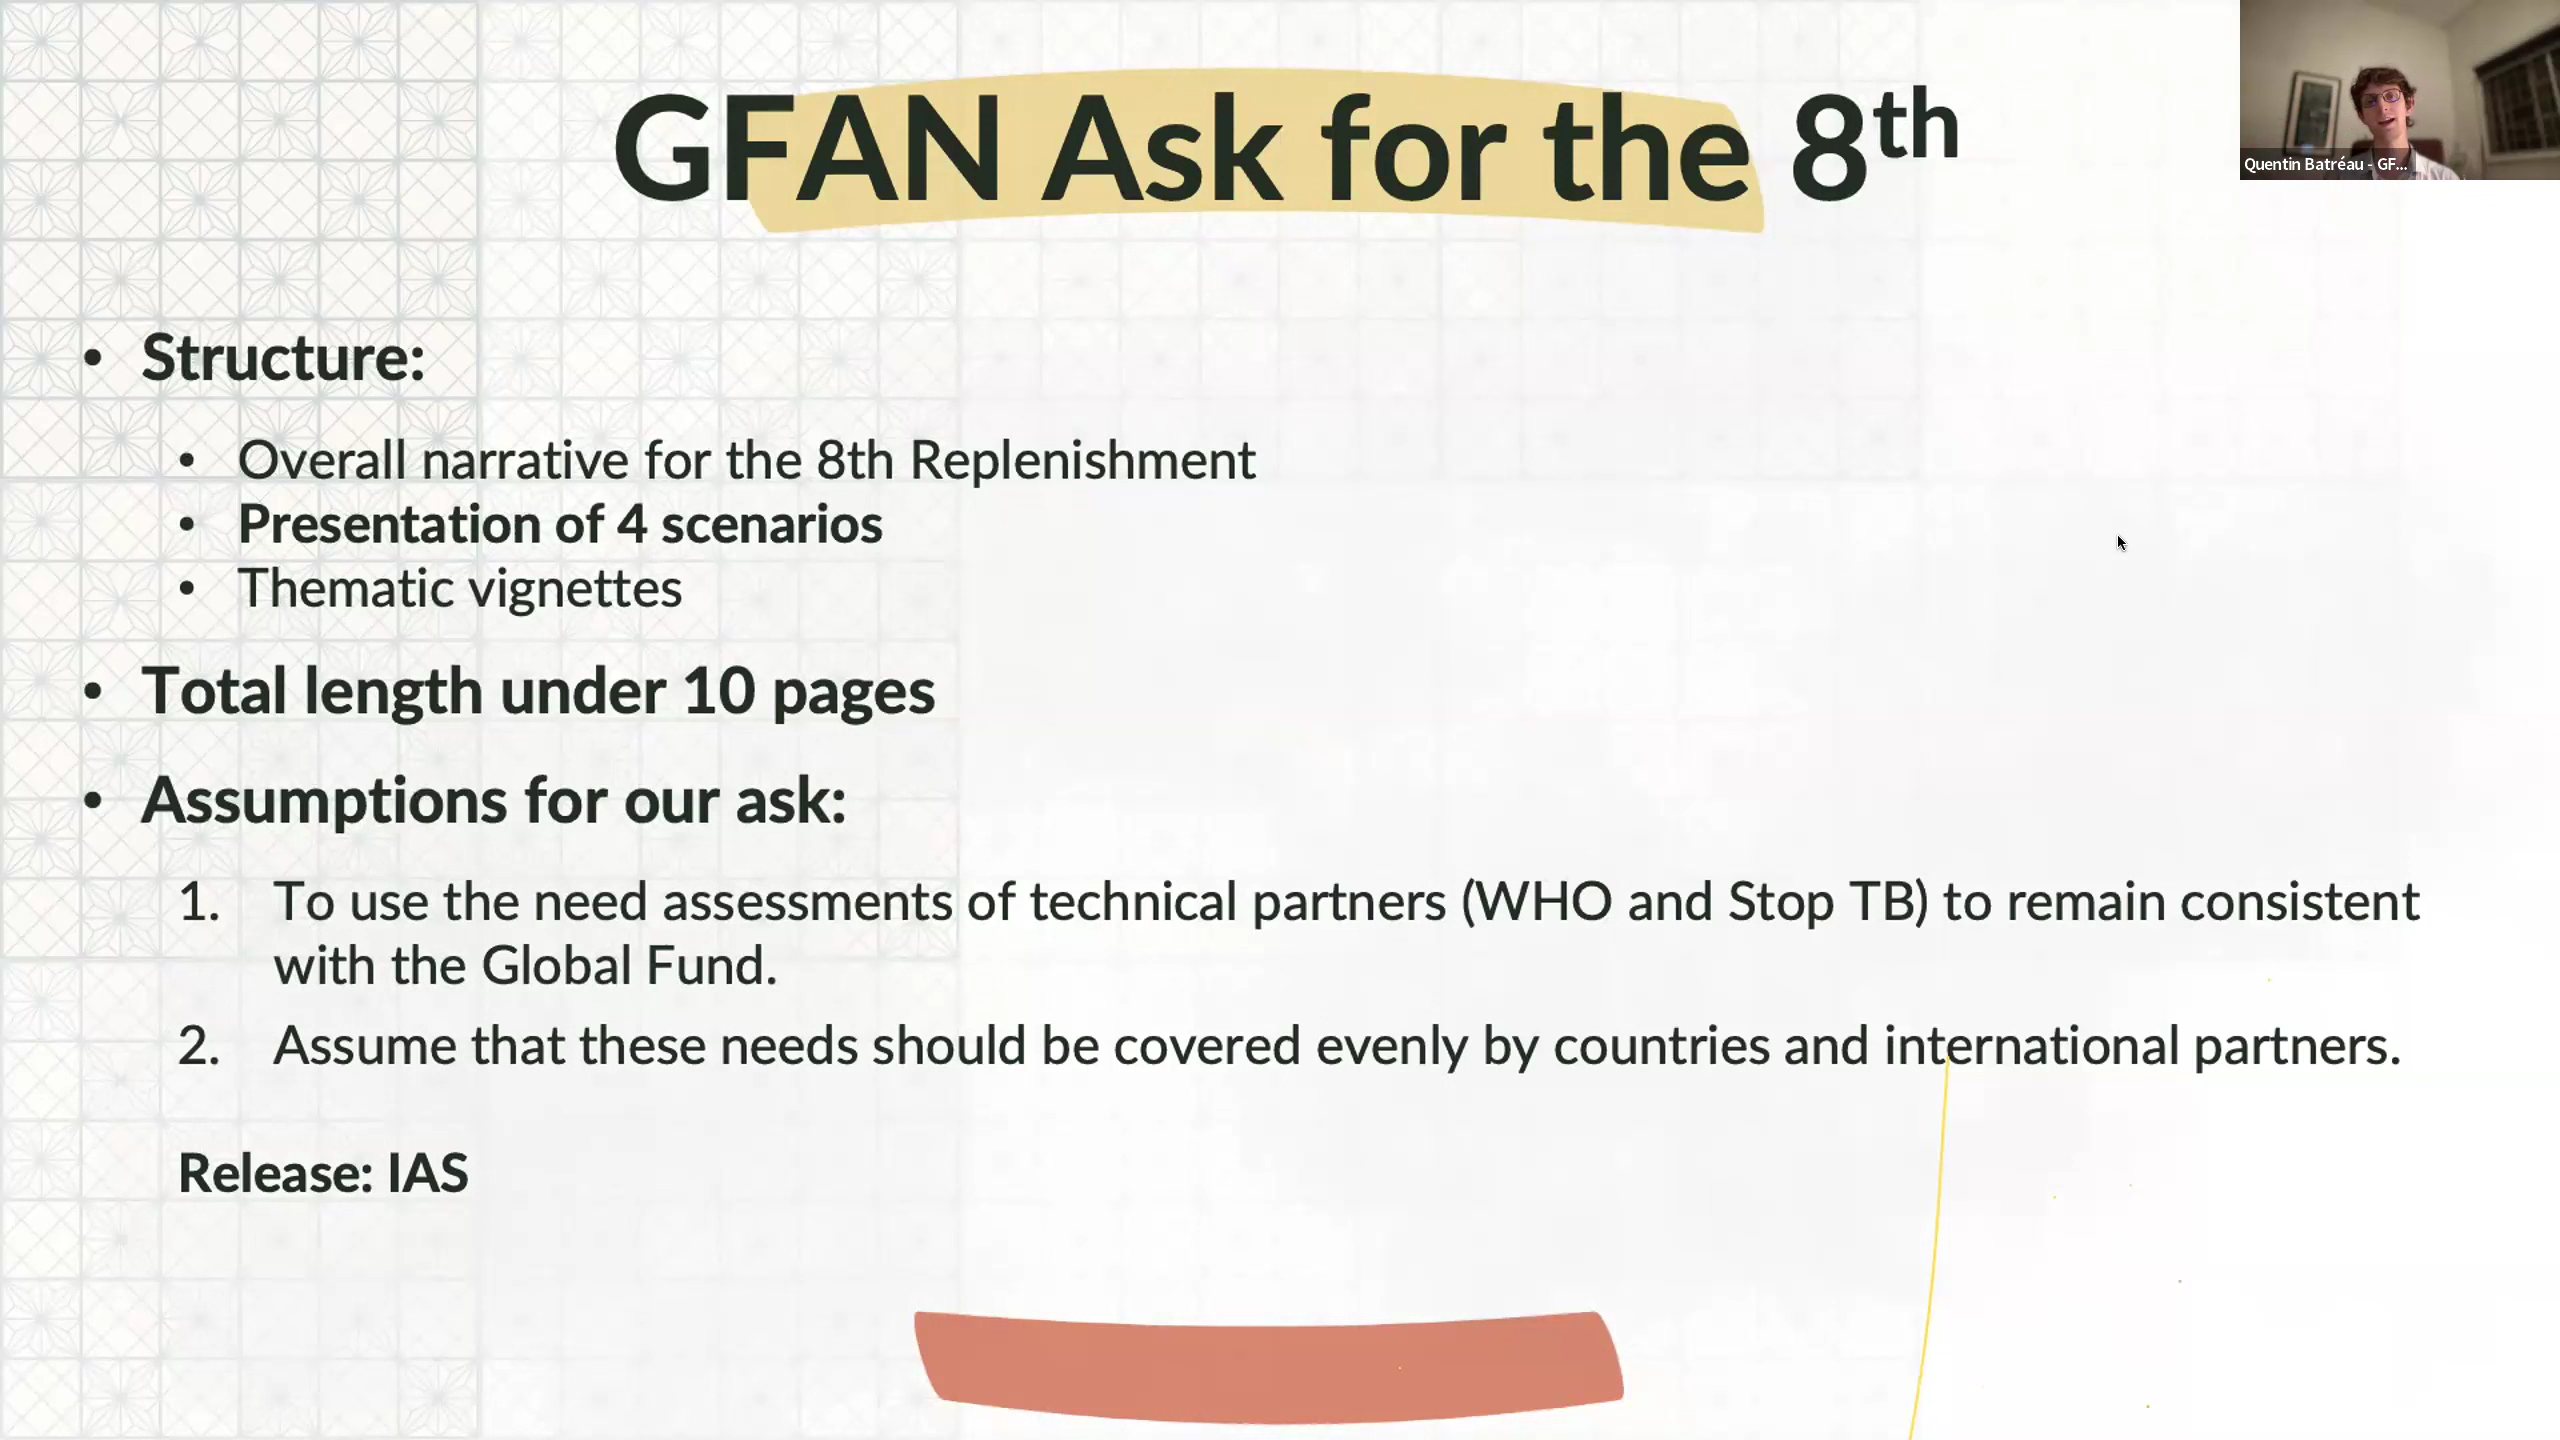 GFAN Ask for the 8th
Quentin Batréau - GF...
• Structure:
• Overall narrative for the 8th Replenishment
• Presentation of 4 scenarios
• Thematic vignettes
• Total length under 10 pages
• Assumptions for our ask:
1. To use the need assessments of technical partners (WHO and Stop TB) to remain consistent
with the Global Fund.
2. Assume that these needs should be covered evenly by countries and international partners.
Release: IAS